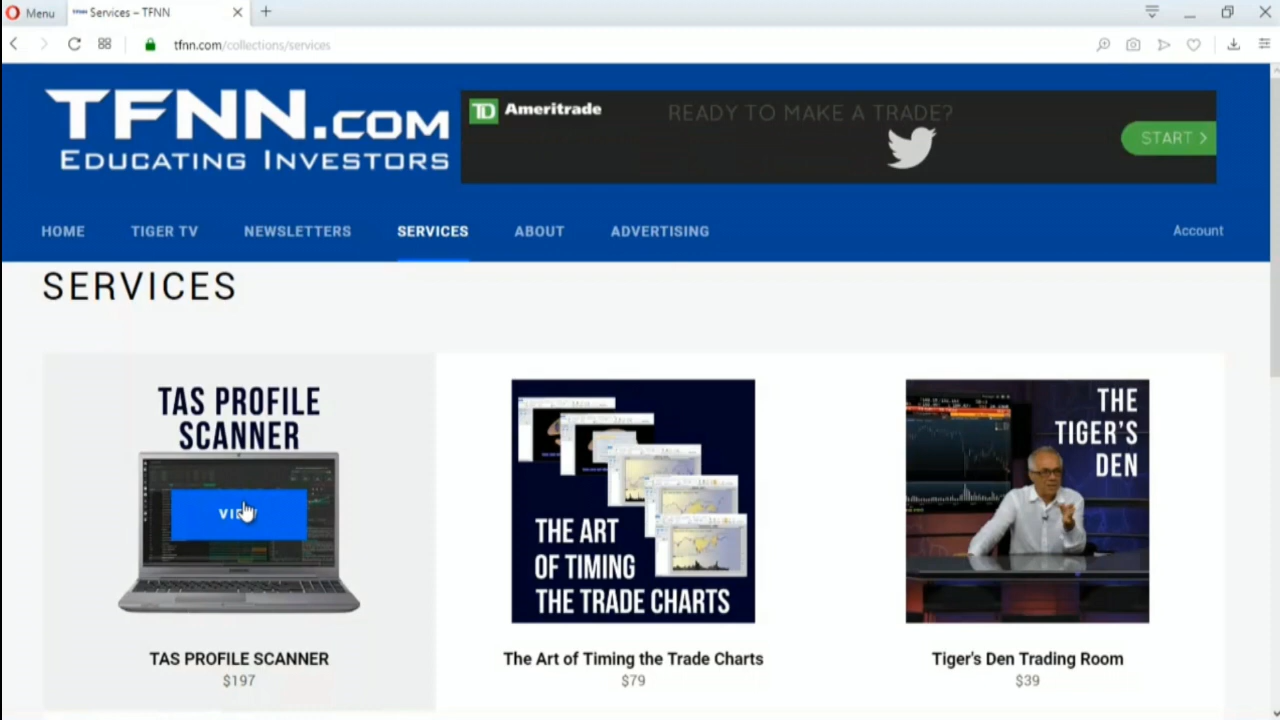 Menu
Services – TFNN
tfnn.com/collections/services
TFNN.COM
EDUCATING INVESTORS
TD Ameritrade
READY TO MAKE A TRADE?
START >
HOME
TIGER TV
NEWSLETTERS
SERVICES
ABOUT
ADVERTISING
Account
SERVICES
TAS PROFILE
SCANNER
TAS PROFILE SCANNER
$197
THE ART
OF TIMING
THE TRADE CHARTS
The Art of Timing the Trade Charts
$79
THE
TIGER'S
DEN
Tiger's Den Trading Room
$39